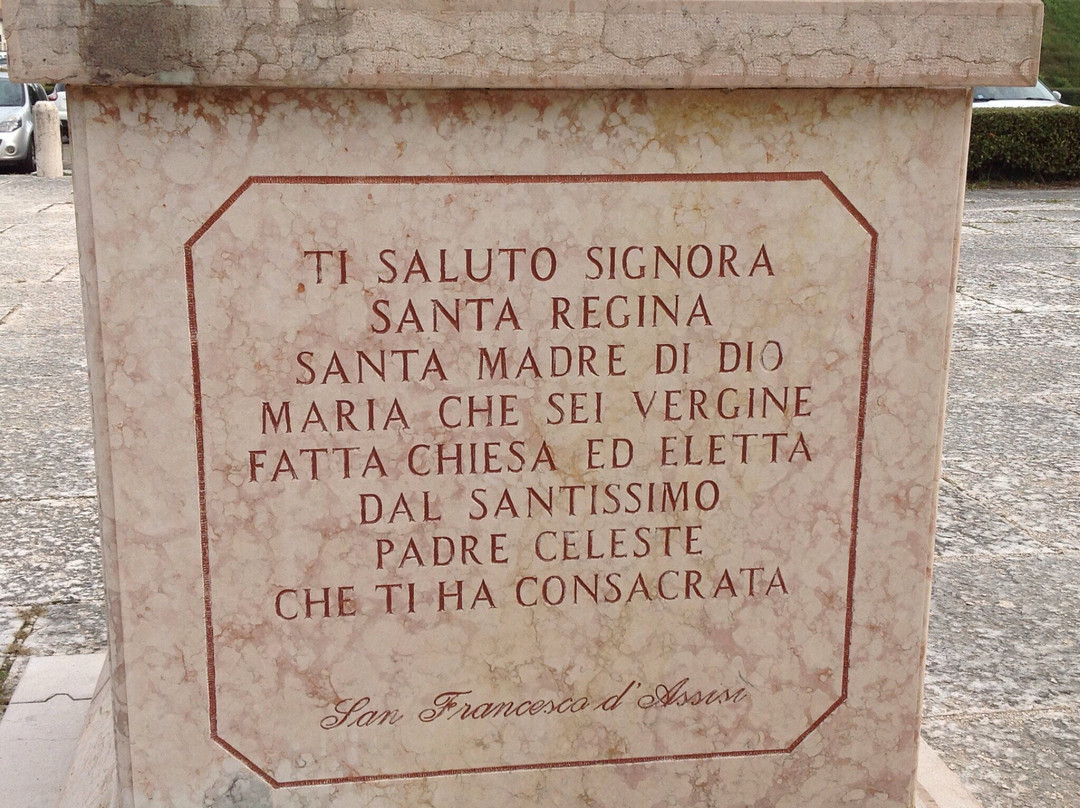 TI SALUTO SIGNORA
SANTA REGINA
SANTA MADRE DI DIO
MARIA CHE SEI VERGINE
FATTA CHIESA ED ELETTA
DAL SANTISSIMO
PADRE CELESTE
CHE TI HA CONSACRATA
San Francesco d'Assisi